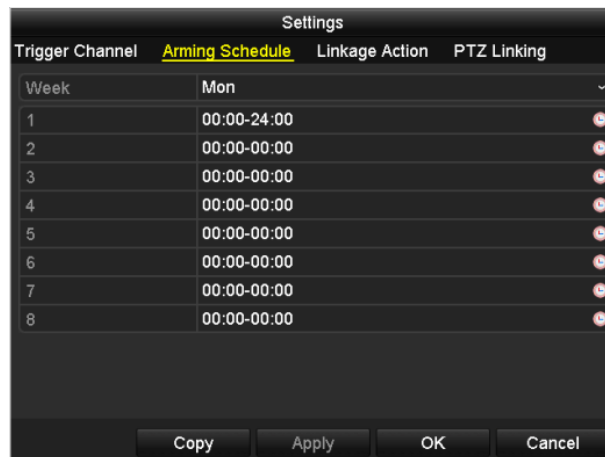 Settings
Trigger Channel Arming Schedule Linkage Action PTZ Linking
Week Mon
1 00:00-24:00
2 00:00-00:00
3 00:00-00:00
4 00:00-00:00
5 00:00-00:00
6 00:00-00:00
7 00:00-00:00
8 00:00-00:00
Copy Apply OK Cancel